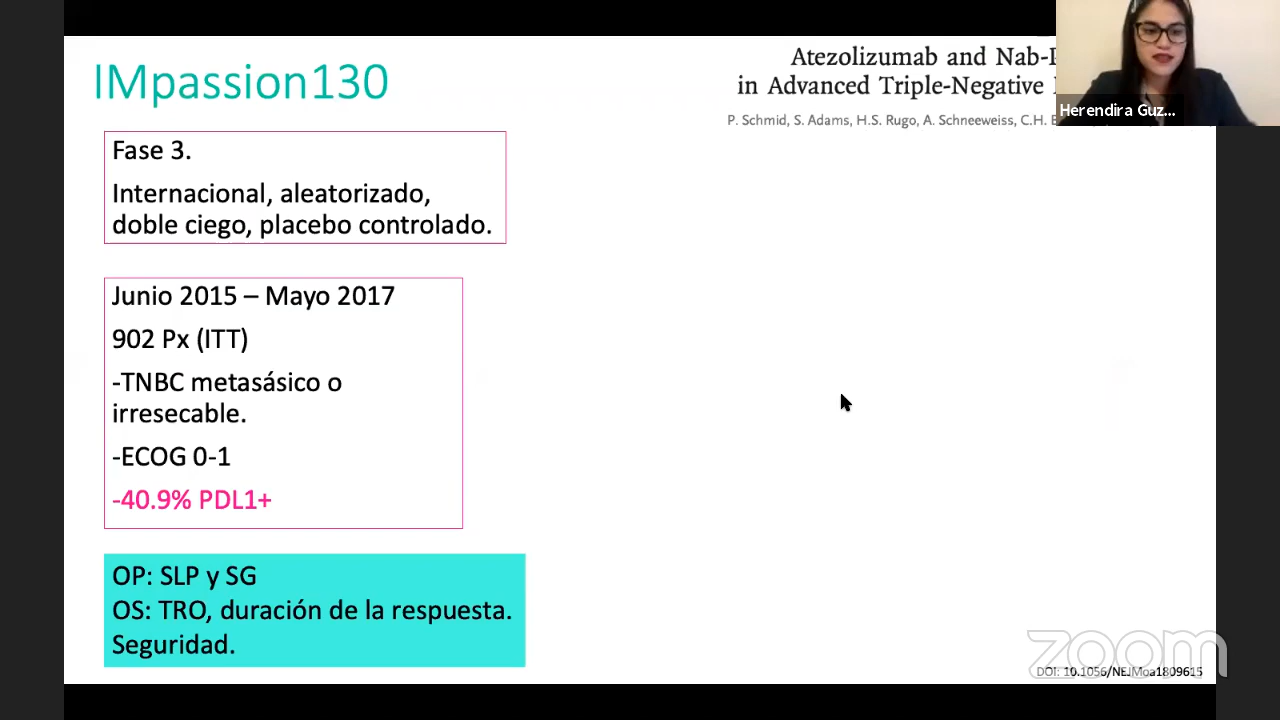 IMpassion130
Atezolizumab and Nab-P
in Advanced Triple-Negative
P. Schmid, S. Adams, H.S. Rugo, A. Schneeweiss, C.H.
Herendira Guz...
Fase 3.
Internacional, aleatorizado,
doble ciego, placebo controlado.
Junio 2015 – Mayo 2017
902 Px (ITT)
-TNBC metasásico o
irresecable.
-ECOG 0-1
-40.9% PDL1+
OP: SLP y SG
OS: TRO, duración de la respuesta.
Seguridad.
zoom
DOI: 10.1056/NEJMoa1809615